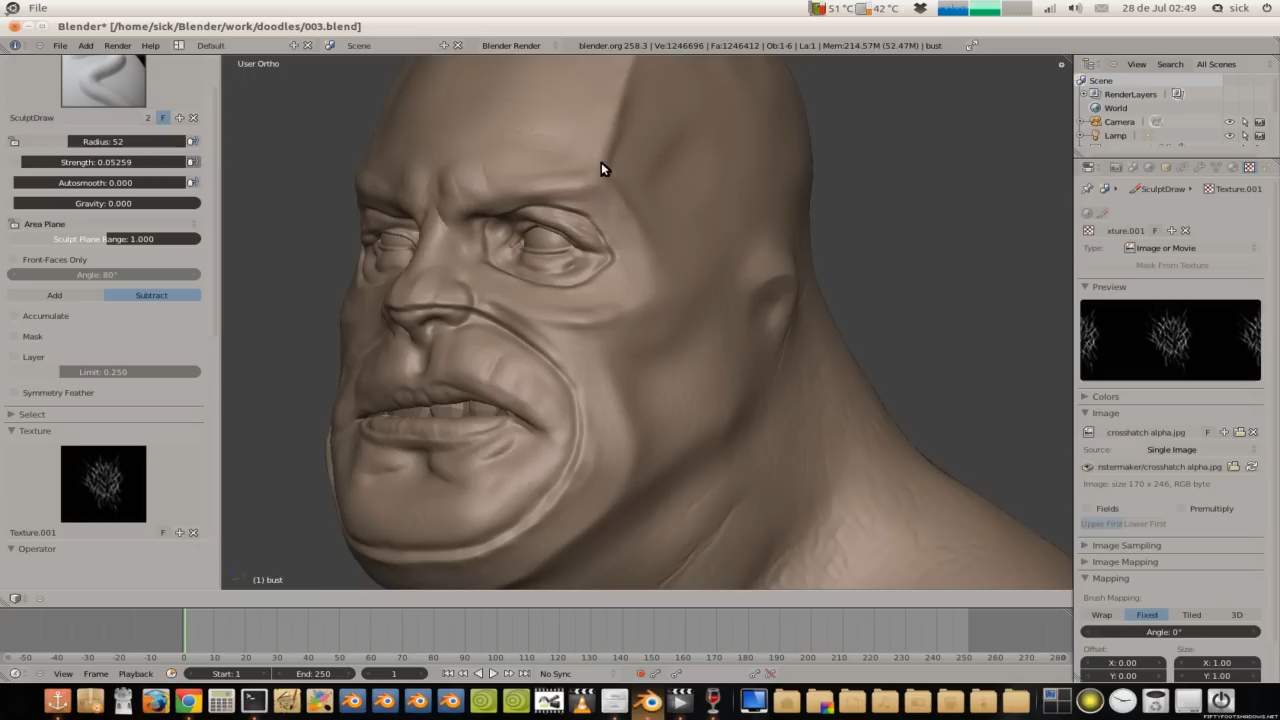 File
51 °C
42 °C
28 de Jul 02:49
sick
Blender* [/home/sick/Blender/work/doodles/003.blend]
File Add Render Help
Default
Scene
Blender Render
blender.org 258.3 | Ve:1246696 | Fa:1246412 | Ob:1-6 | La:1 | Mem:214.57M (52.47M) | bust
User Ortho
SculptDraw
2
F
Radius: 52
Strength: 0.05259
Autosmooth: 0.000
Gravity: 0.000
Area Plane
Sculpt Plane Range: 1.000
Front-Faces Only
Angle: 80°
Add
Subtract
Accumulate
Mask
Layer
Limit: 0.250
Symmetry Feather
Select
Texture
Texture.001
F
Operator
(1) bust
View Search All Scenes
Scene
RenderLayers
World
Camera
Lamp
SculptDraw
Texture.001
xture.001
F
Type:
Image or Movie
Mask From Texture
Preview
Colors
Image
crosshatch alpha.jpg
F
Source:
Single Image
nstermaker/crosshatch alpha.jpg
Image: size 170 x 246, RGB byte
Fields
Premultiply
Upper First
Lower First
Image Sampling
Image Mapping
Mapping
Brush Mapping:
Wrap
Fixed
Tiled
3D
Angle: 0°
Offset:
Size:
X: 0.00
X: 1.00
Y: 0.00
Y: 1.00
-50 -40 -30 -20 -10 0 10 20 30 40 50 60 70 80 90 100 110 120 130 140 150 160 170 180 190 200 210 220 230 240 250 260 270 280
View Frame Playback
Start: 1
End: 250
1
No Sync
FIFTYFOOTSHADOWS.NET